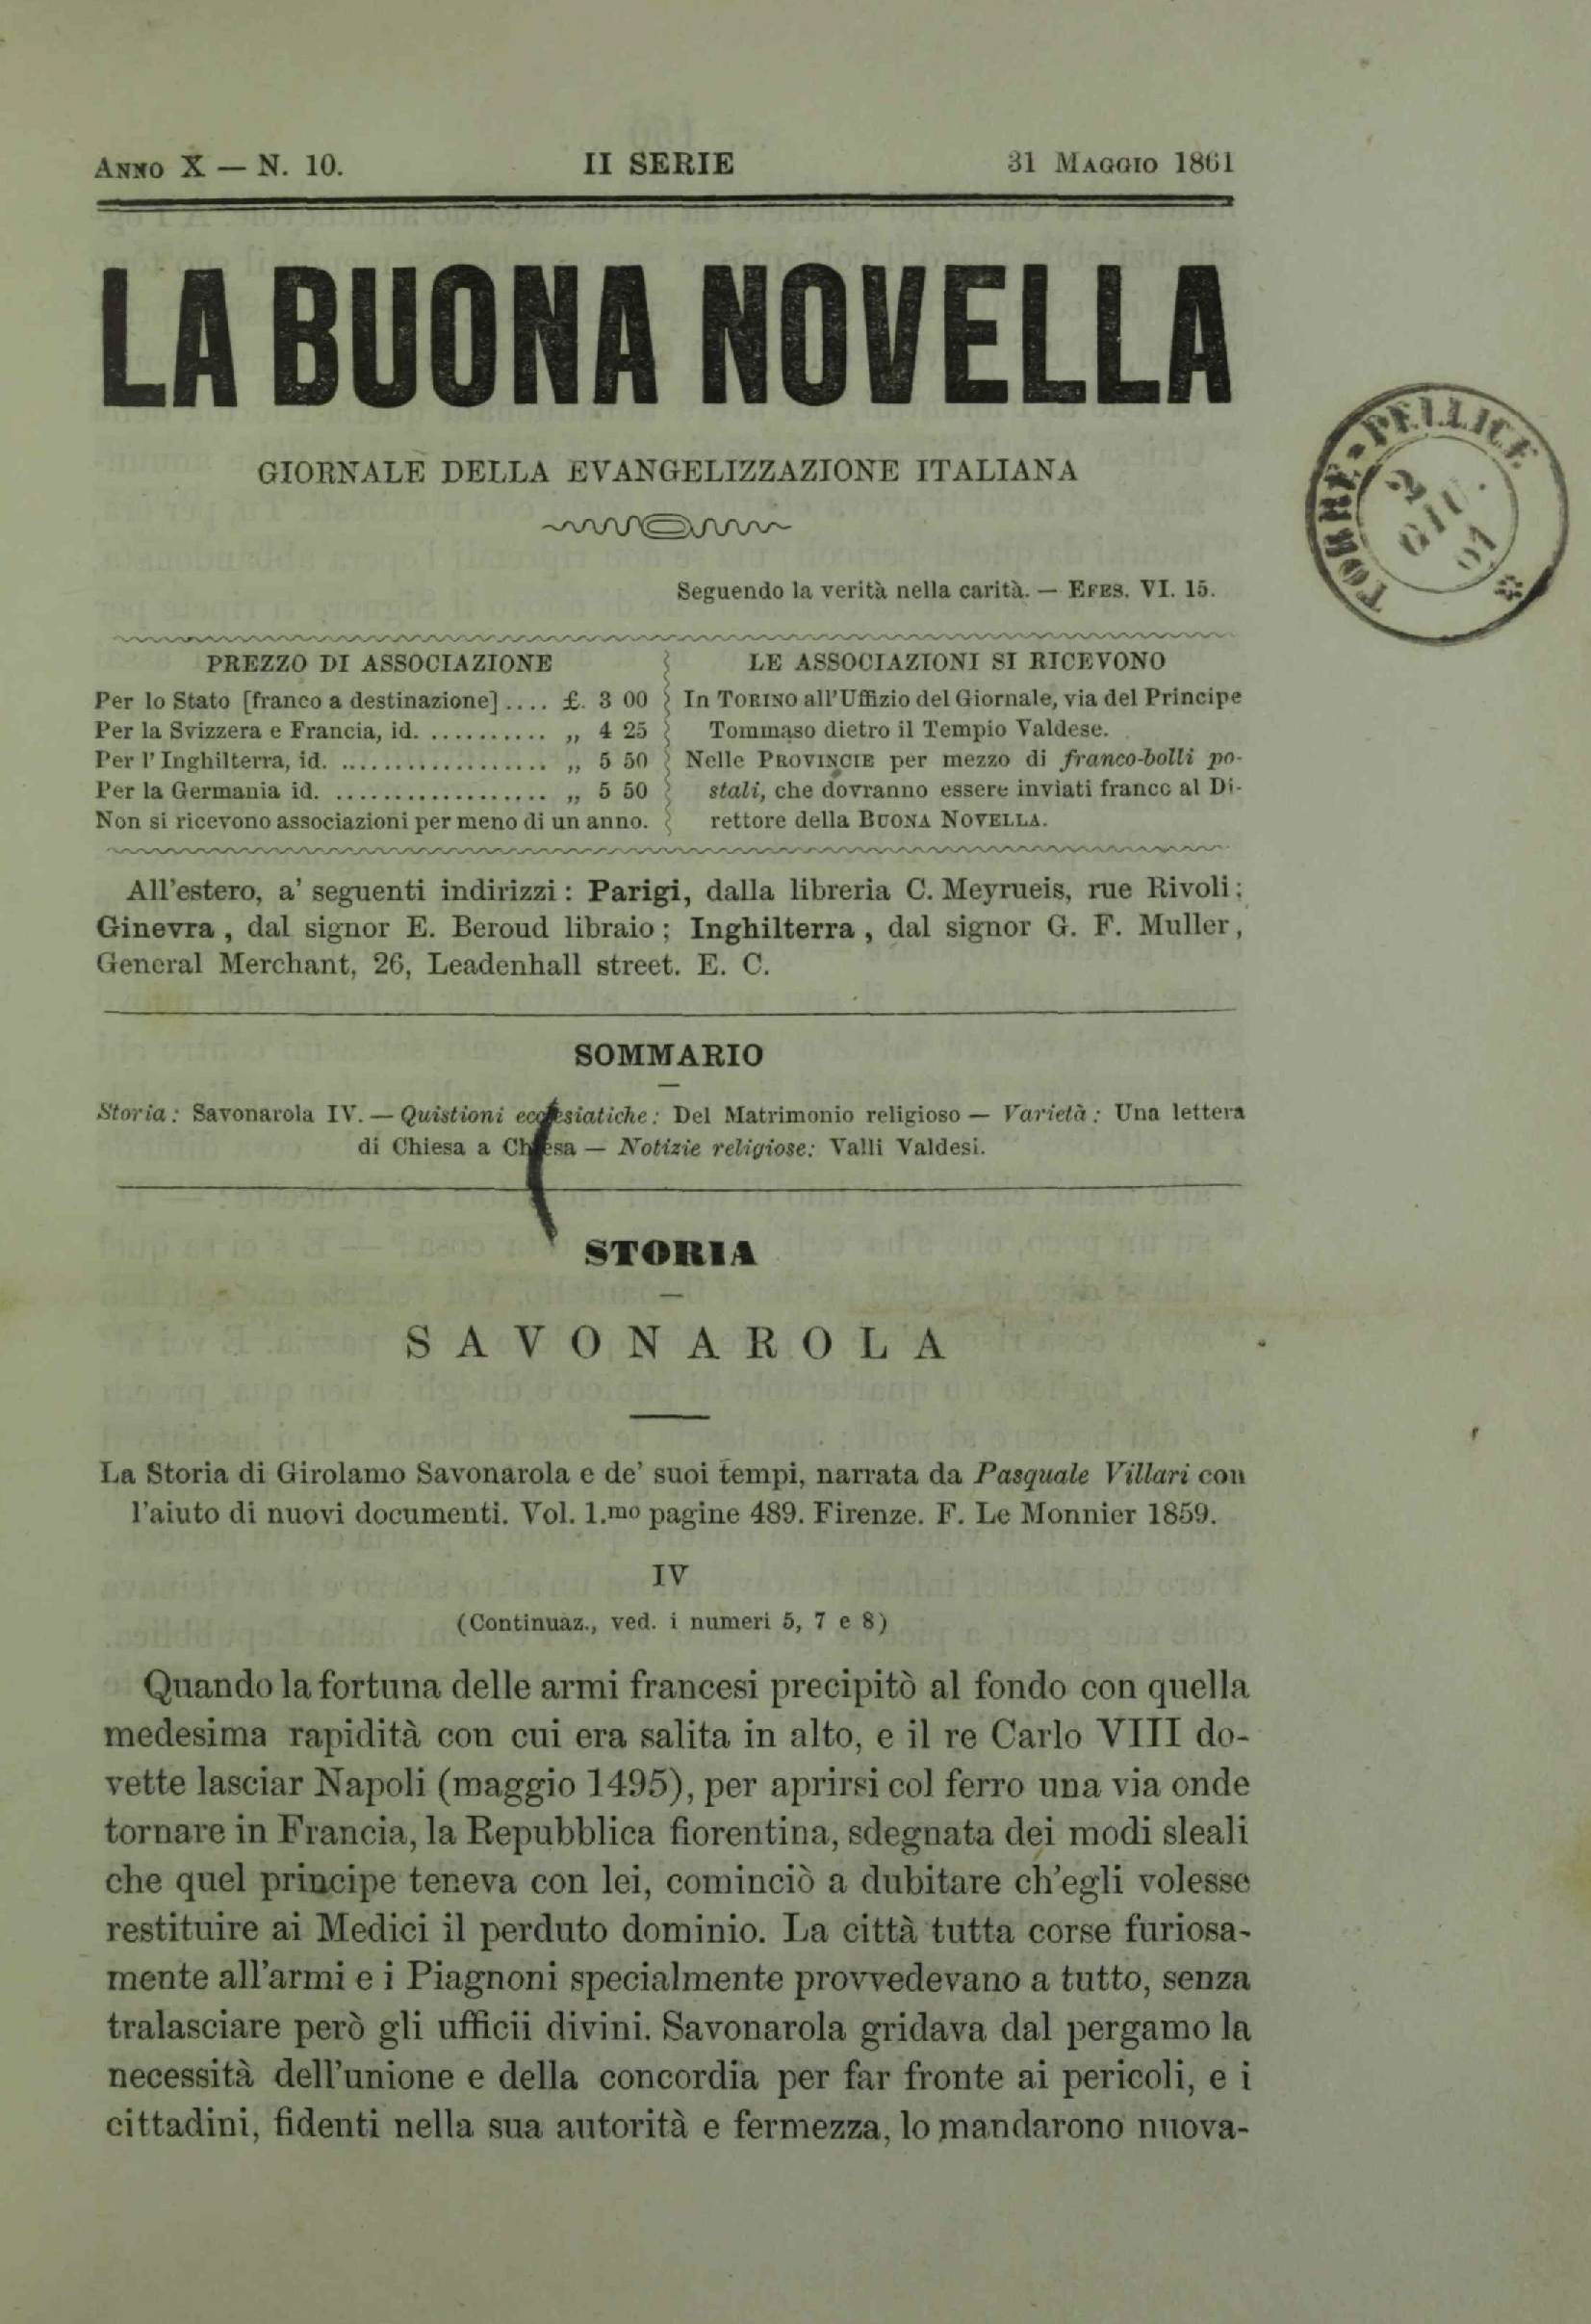 ANNO X — N. 10.
II SERIE
31 MAGGIO 1861
LA BUONA NOVELLA
GIORNALE DELLA EVANGELIZZAZIONE ITALIANA
TORRE-PELLICE
2
GIU.
61
Seguendo la verità nella carità. — EFES. VI. 15.
PREZZO DI ASSOCIAZIONE
Per lo Stato [franco a destinazione] .... £. 3 00
Per la Svizzera e Francia, id. ........... „ 4 25
Per l' Inghilterra, id. .................. „ 5 50
Per la Germania id. .................. „ 5 50
Non si ricevono associazioni per meno di un anno.
LE ASSOCIAZIONI SI RICEVONO
In TORINO all'Uffizio del Giornale, via del Principe
Tommaso dietro il Tempio Valdese.
Nelle PROVINCIE per mezzo di franco-bolli po-
stali, che dovranno essere inviati franco al Di-
rettore della BUONA NOVELLA.
All'estero, a' seguenti indirizzi : Parigi, dalla libreria C. Meyrueis, rue Rivoli ;
Ginevra , dal signor E. Beroud libraio ; Inghilterra , dal signor G. F. Muller ,
General Merchant, 26, Leadenhall street. E. C.
SOMMARIO
Storia : Savonarola IV. — Quistioni ecclesiatiche : Del Matrimonio religioso — Varietà : Una lettera
di Chiesa a Chiesa — Notizie religiose: Valli Valdesi.
STORIA
SAVONAROLA
La Storia di Girolamo Savonarola e de' suoi tempi, narrata da Pasquale Villari con
l'aiuto di nuovi documenti. Vol. 1.mo pagine 489. Firenze. F. Le Monnier 1859.
IV
(Continuaz., ved. i numeri 5, 7 e 8)
Quando la fortuna delle armi francesi precipitò al fondo con quella
medesima rapidità con cui era salita in alto, e il re Carlo VIII do-
vette lasciar Napoli (maggio 1495), per aprirsi col ferro una via onde
tornare in Francia, la Repubblica fiorentina, sdegnata dei modi sleali
che quel principe teneva con lei, cominciò a dubitare ch'egli volesse
restituire ai Medici il perduto dominio. La città tutta corse furiosa-
mente all'armi e i Piagnoni specialmente provvedevano a tutto, senza
tralasciare però gli ufficii divini. Savonarola gridava dal pergamo la
necessità dell'unione e della concordia per far fronte ai pericoli, e i
cittadini, fidenti nella sua autorità e fermezza, lo mandarono nuova-